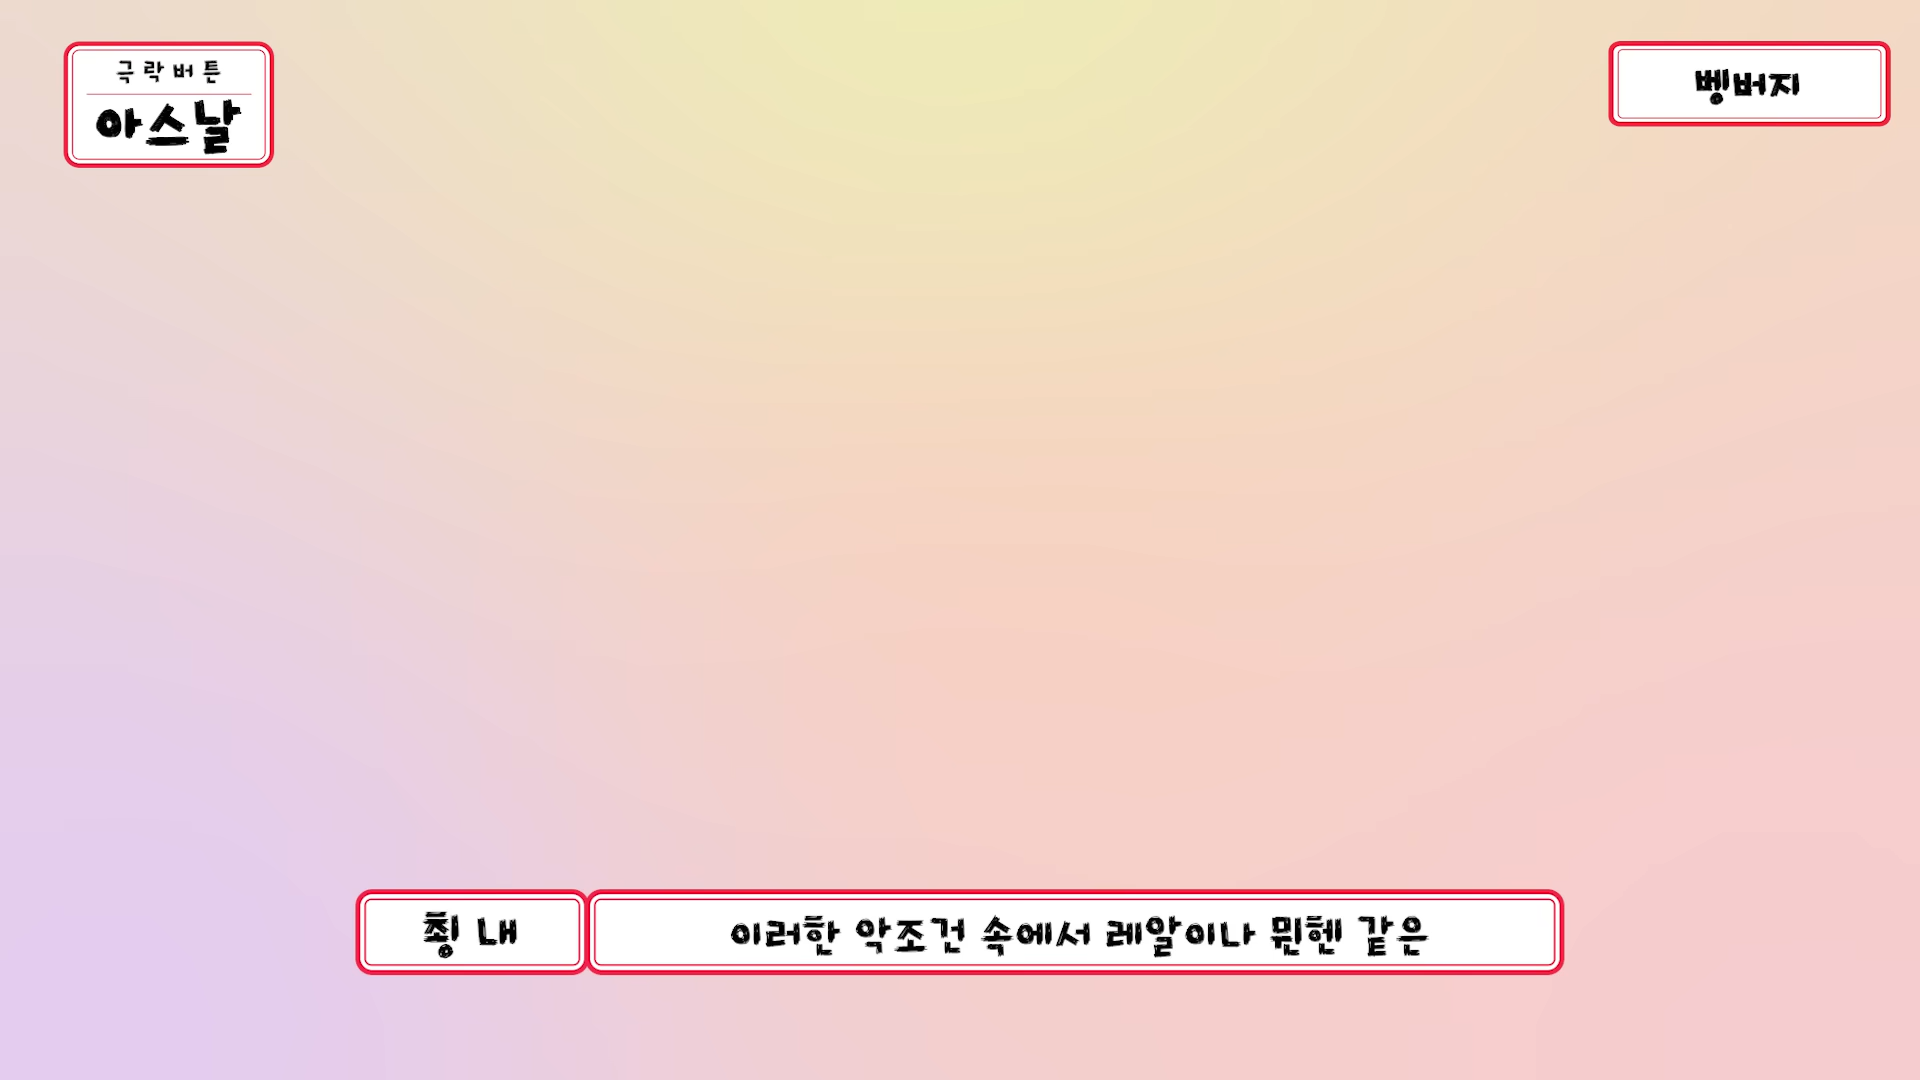 극락버튼
아스날
벵버지
췽 내
이러한 악조건 속에서 레알이나 뮌헨 같은